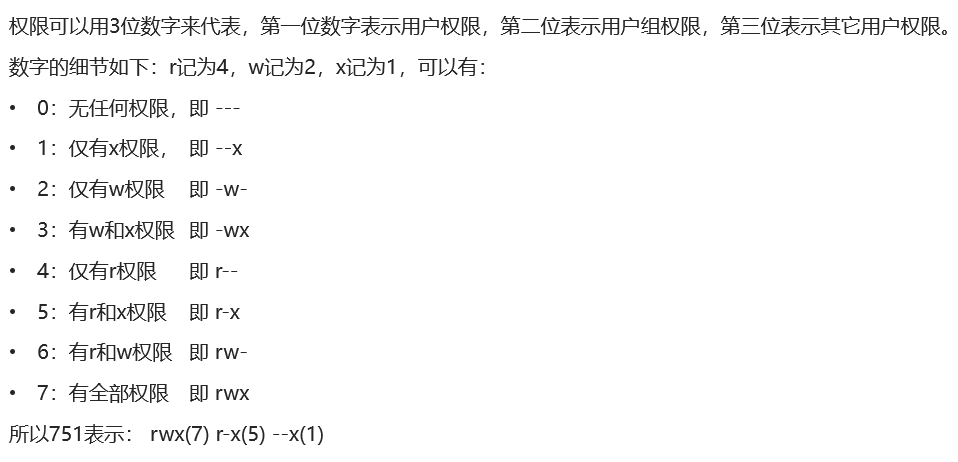 权限可以用3位数字来代表，第一位数字表示用户权限，第二位表示用户组权限，第三位表示其它用户权限。
数字的细节如下：r记为4，w记为2，x记为1，可以有：
• 0：无任何权限，即 ---
• 1：仅有x权限， 即 --x
• 2：仅有w权限 即 -w-
• 3：有w和x权限 即 -wx
• 4：仅有r权限 即 r--
• 5：有r和x权限 即 r-x
• 6：有r和w权限 即 rw-
• 7：有全部权限 即 rwx
所以751表示： rwx(7) r-x(5) --x(1)